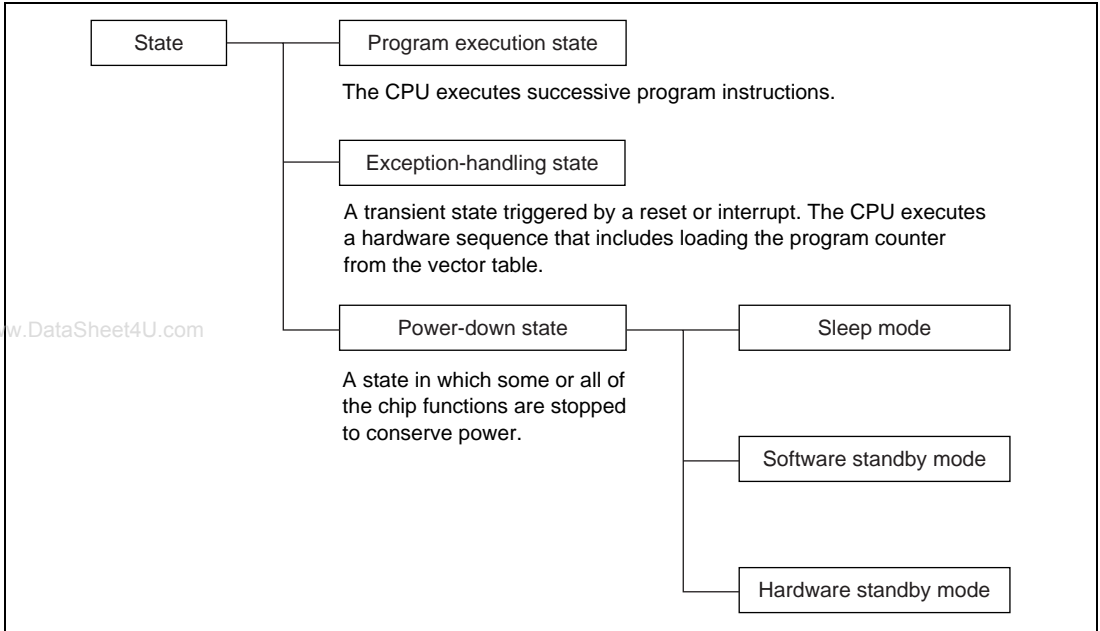 State
Program execution state
The CPU executes successive program instructions.
Exception-handling state
A transient state triggered by a reset or interrupt. The CPU executes
a hardware sequence that includes loading the program counter
from the vector table.
w.DataSheet4U.com
Power-down state
Sleep mode
A state in which some or all of
the chip functions are stopped
to conserve power.
Software standby mode
Hardware standby mode